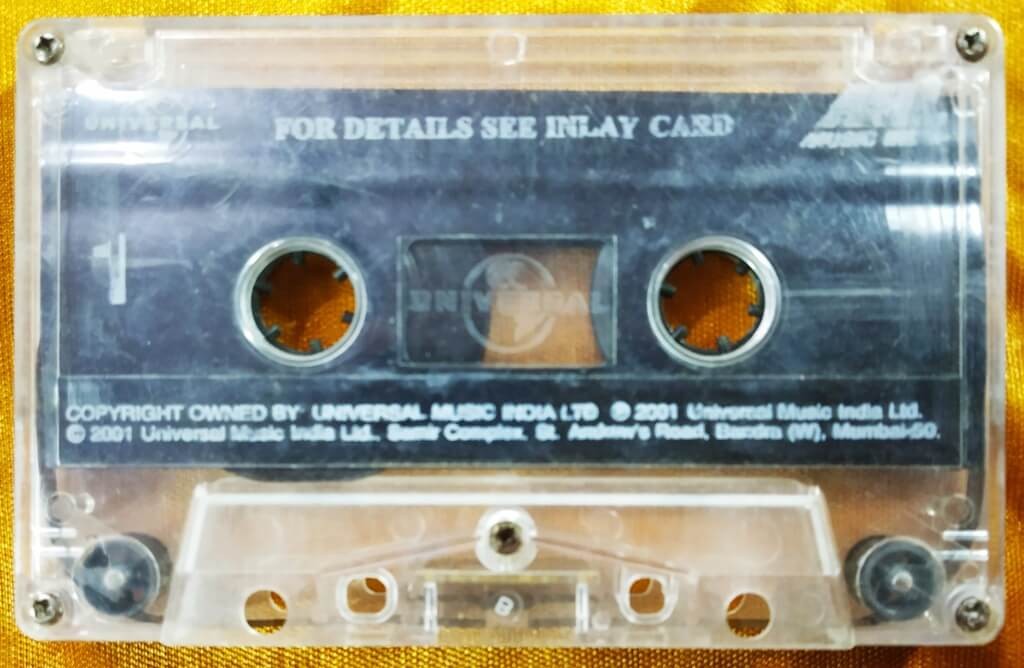 UNIVERSAL
FOR DETAILS SEE INLAY CARD
1
UNIVERSAL
COPYRIGHT OWNED BY UNIVERSAL MUSIC INDIA LTD ℗ 2001 Universal Music India Ltd.
© 2001 Universal Music India Ltd., Samir Complex, St. Andrew's Road, Bandra (W), Mumbai-50.